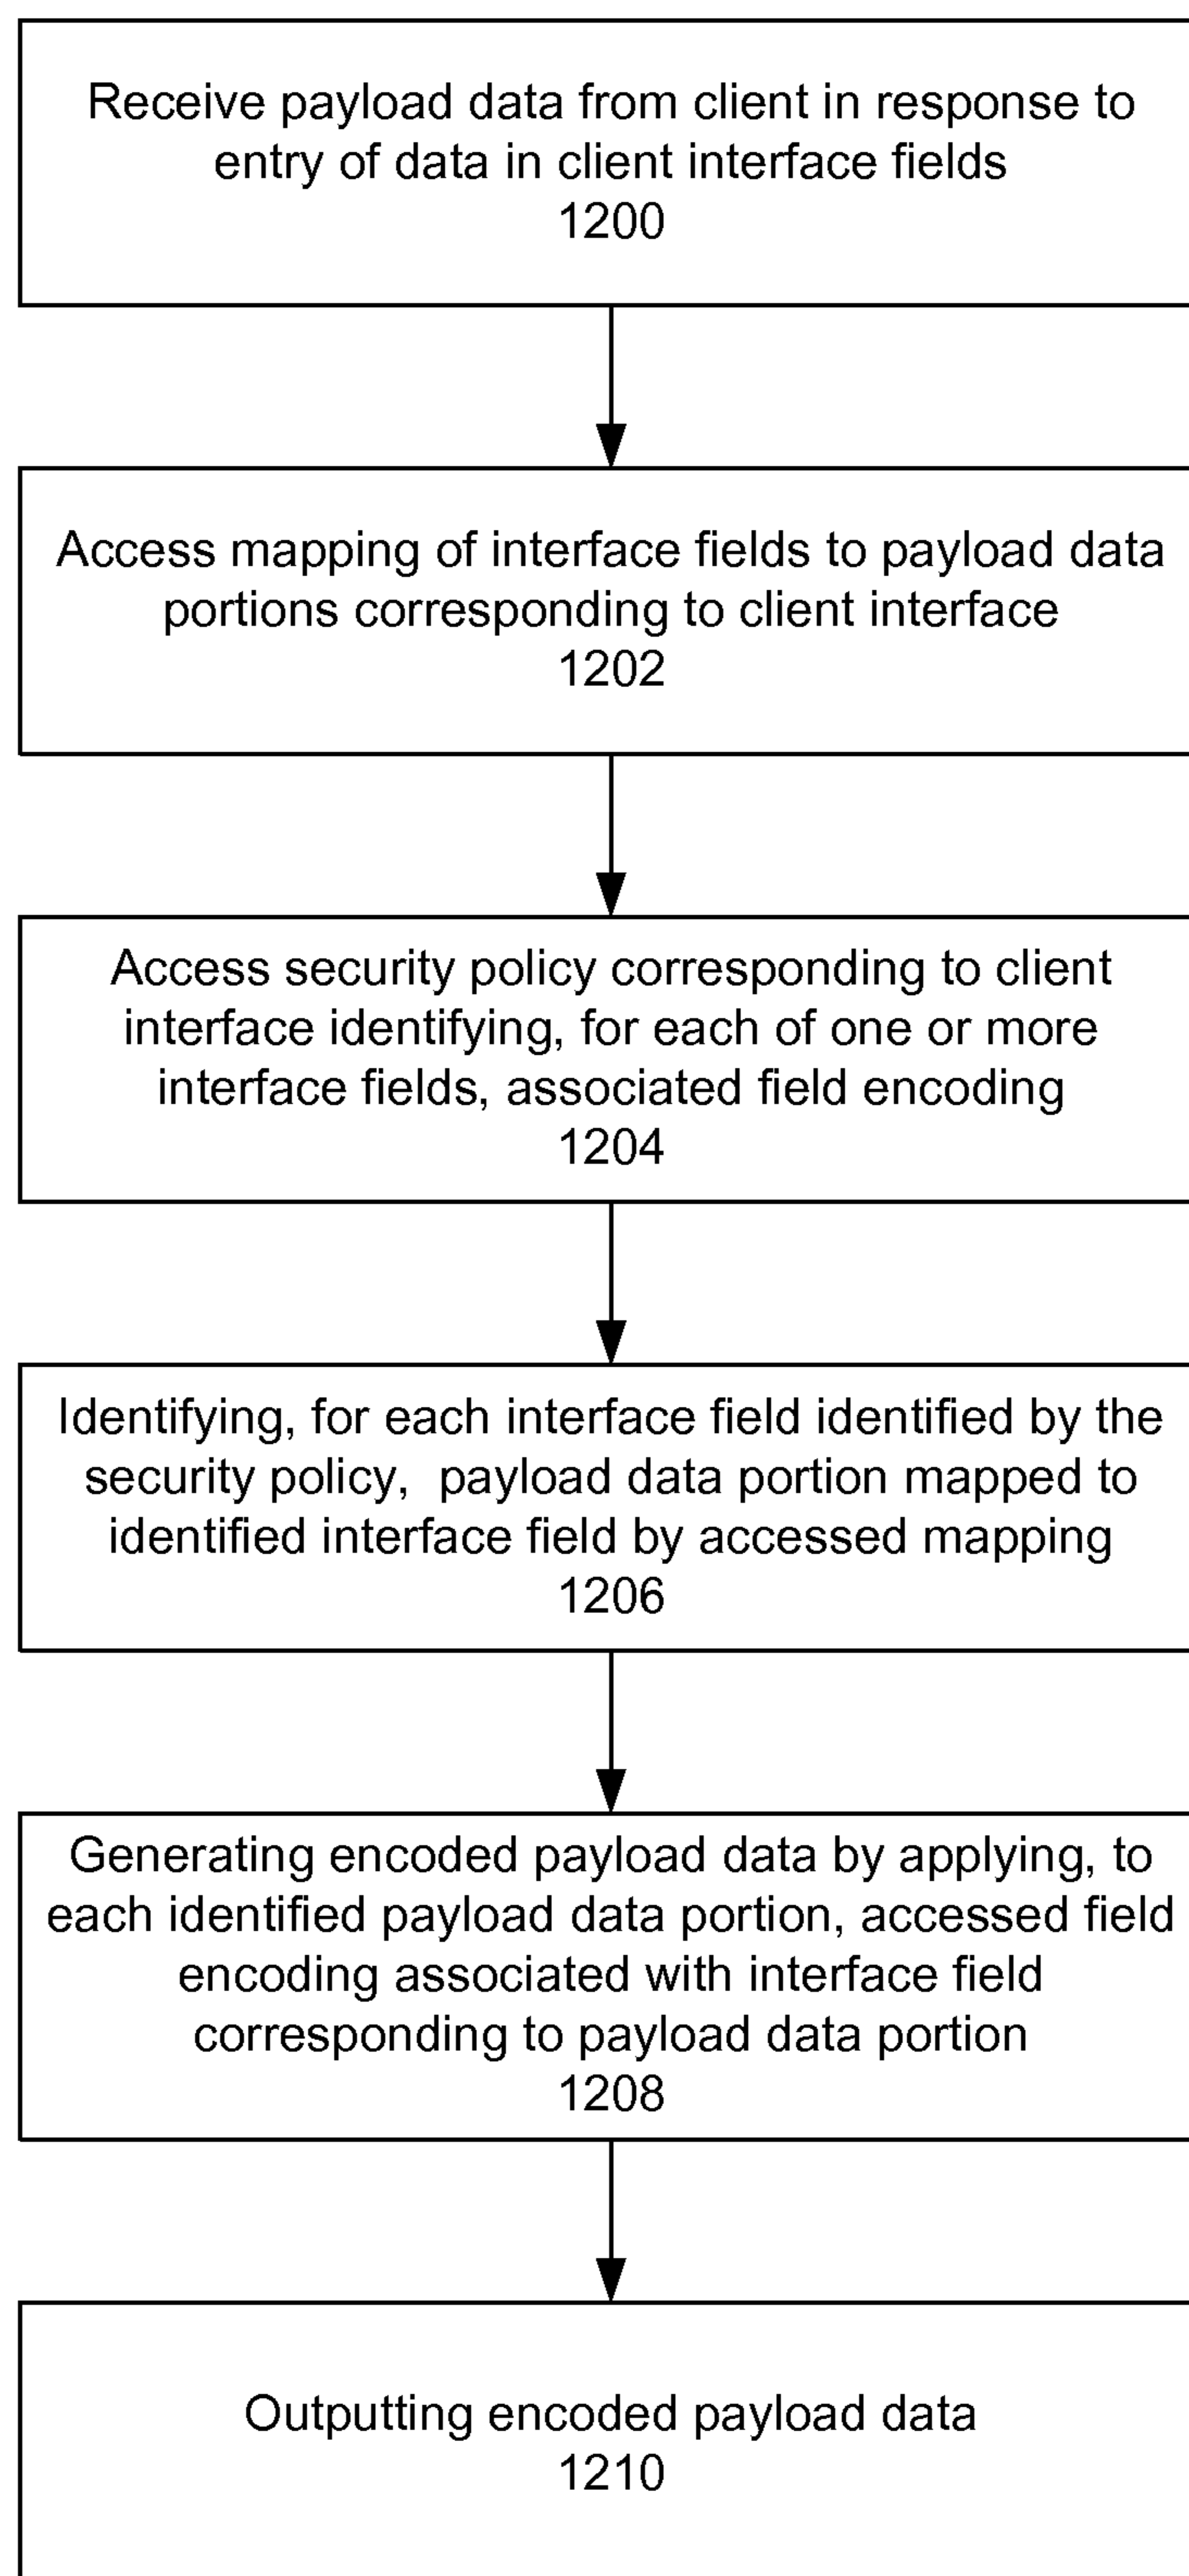 Receive payload data from client in response to
entry of data in client interface fields
1200
Access mapping of interface fields to payload data
portions corresponding to client interface
1202
Access security policy corresponding to client
interface identifying, for each of one or more
interface fields, associated field encoding
1204
Identifying, for each interface field identified by the
security policy,  payload data portion mapped to
identified interface field by accessed mapping
1206
Generating encoded payload data by applying, to
each identified payload data portion, accessed field
encoding associated with interface field
corresponding to payload data portion
1208
Outputting encoded payload data
1210